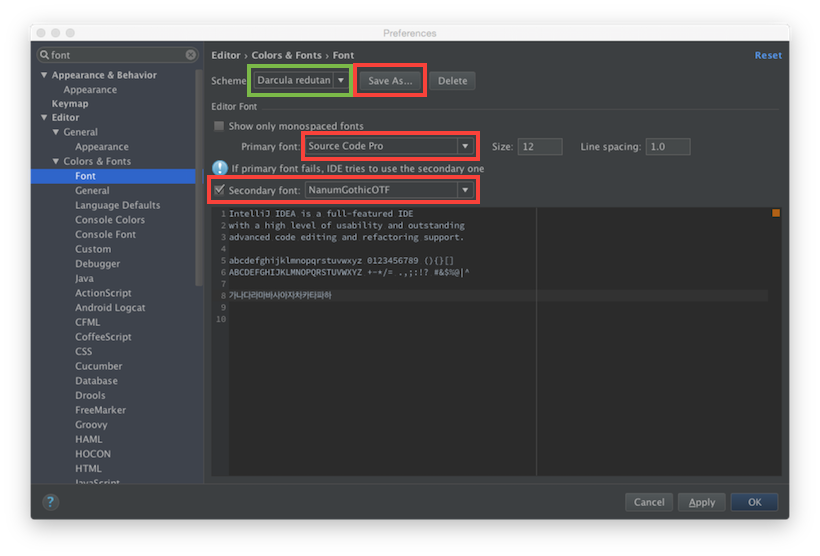 Preferences
font
Editor › Colors & Fonts › Font
Reset
Scheme
Darcula redutan
Save As...
Delete
Editor Font
Show only monospaced fonts
Primary font: Source Code Pro
Size: 12
Line spacing: 1.0
If primary font fails, IDE tries to use the secondary one
Secondary font: NanumGothicOTF
Appearance & Behavior
Appearance
Keymap
Editor
General
Appearance
Colors & Fonts
Font
General
Language Defaults
Console Colors
Console Font
Custom
Debugger
Java
ActionScript
Android Logcat
CFML
CoffeeScript
CSS
Cucumber
Database
Drools
FreeMarker
Groovy
HAML
HOCON
HTML
JavaScript
1 IntelliJ IDEA is a full-featured IDE
2 with a high level of usability and outstanding
3 advanced code editing and refactoring support.
4
5 abcdefghijklmnopqrstuvwxyz 0123456789 (){}[]
6 ABCDEFGHIJKLMNOPQRSTUVWXYZ +-*/= .,;:!? #&$%@|^
7
8 가나다라마바사아자차카타파하
9
10
?
Cancel
Apply
OK